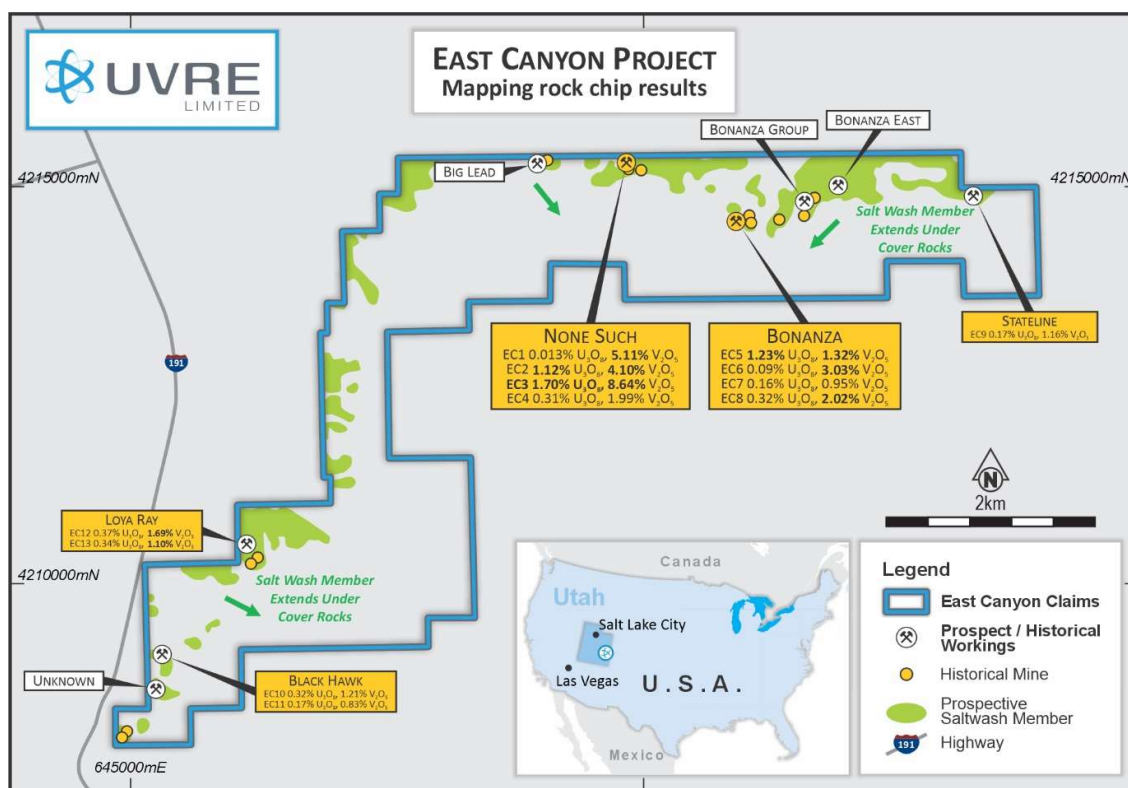 UVRE
LIMITED
EAST CANYON PROJECT
Mapping rock chip results
BONANZA EAST
BONANZA GROUP
BIG LEAD
4215000mN
4215000mN
Salt Wash Member
Extends Under
Cover Rocks
STATELINE
EC9 0.17% U₃O₈, 1.16% V₂O₅
NONE SUCH
EC1 0.013% U₃O₈, 5.11% V₂O₅
EC2 1.12% U₃O₈, 4.10% V₂O₅
EC3 1.70% U₃O₈, 8.64% V₂O₅
EC4 0.31% U₃O₈, 1.99% V₂O₅
BONANZA
EC5 1.23% U₃O₈, 1.32% V₂O₅
EC6 0.09% U₃O₈, 3.03% V₂O₅
EC7 0.16% U₃O₈, 0.95% V₂O₅
EC8 0.32% U₃O₈, 2.02% V₂O₅
191
N
2km
LOYA RAY
EC12 0.37% U₃O₈, 1.69% V₂O₅
EC13 0.34% U₃O₈, 1.10% V₂O₅
4210000mN
Salt Wash Member
Extends Under
Cover Rocks
BLACK HAWK
EC10 0.32% U₃O₈, 1.21% V₂O₅
EC11 0.17% U₃O₈, 0.83% V₂O₅
UNKNOWN
645000mE
Canada
Utah
Salt Lake City
Las Vegas
U.S.A.
Mexico
Legend
East Canyon Claims
Prospect / Historical
Workings
Historical Mine
Prospective
Saltwash Member
191
Highway